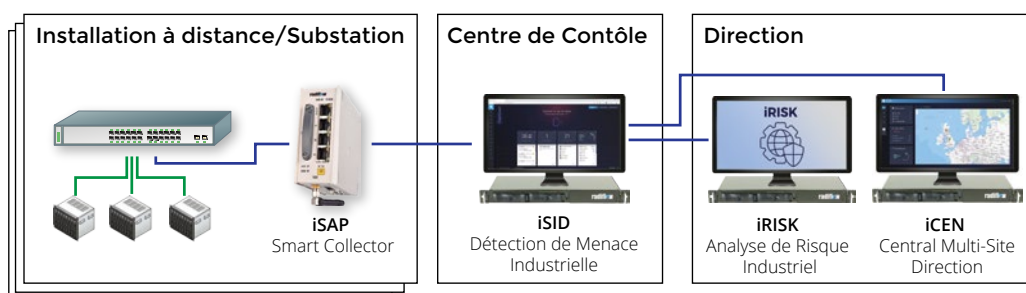 Installation à distance/Substation
iSAP
Smart Collector
Centre de Contôle
iSID
Détection de Menace
Industrielle
Direction
iRISK
iRISK
Analyse de Risque
Industriel
iCEN
Central Multi-Site
Direction